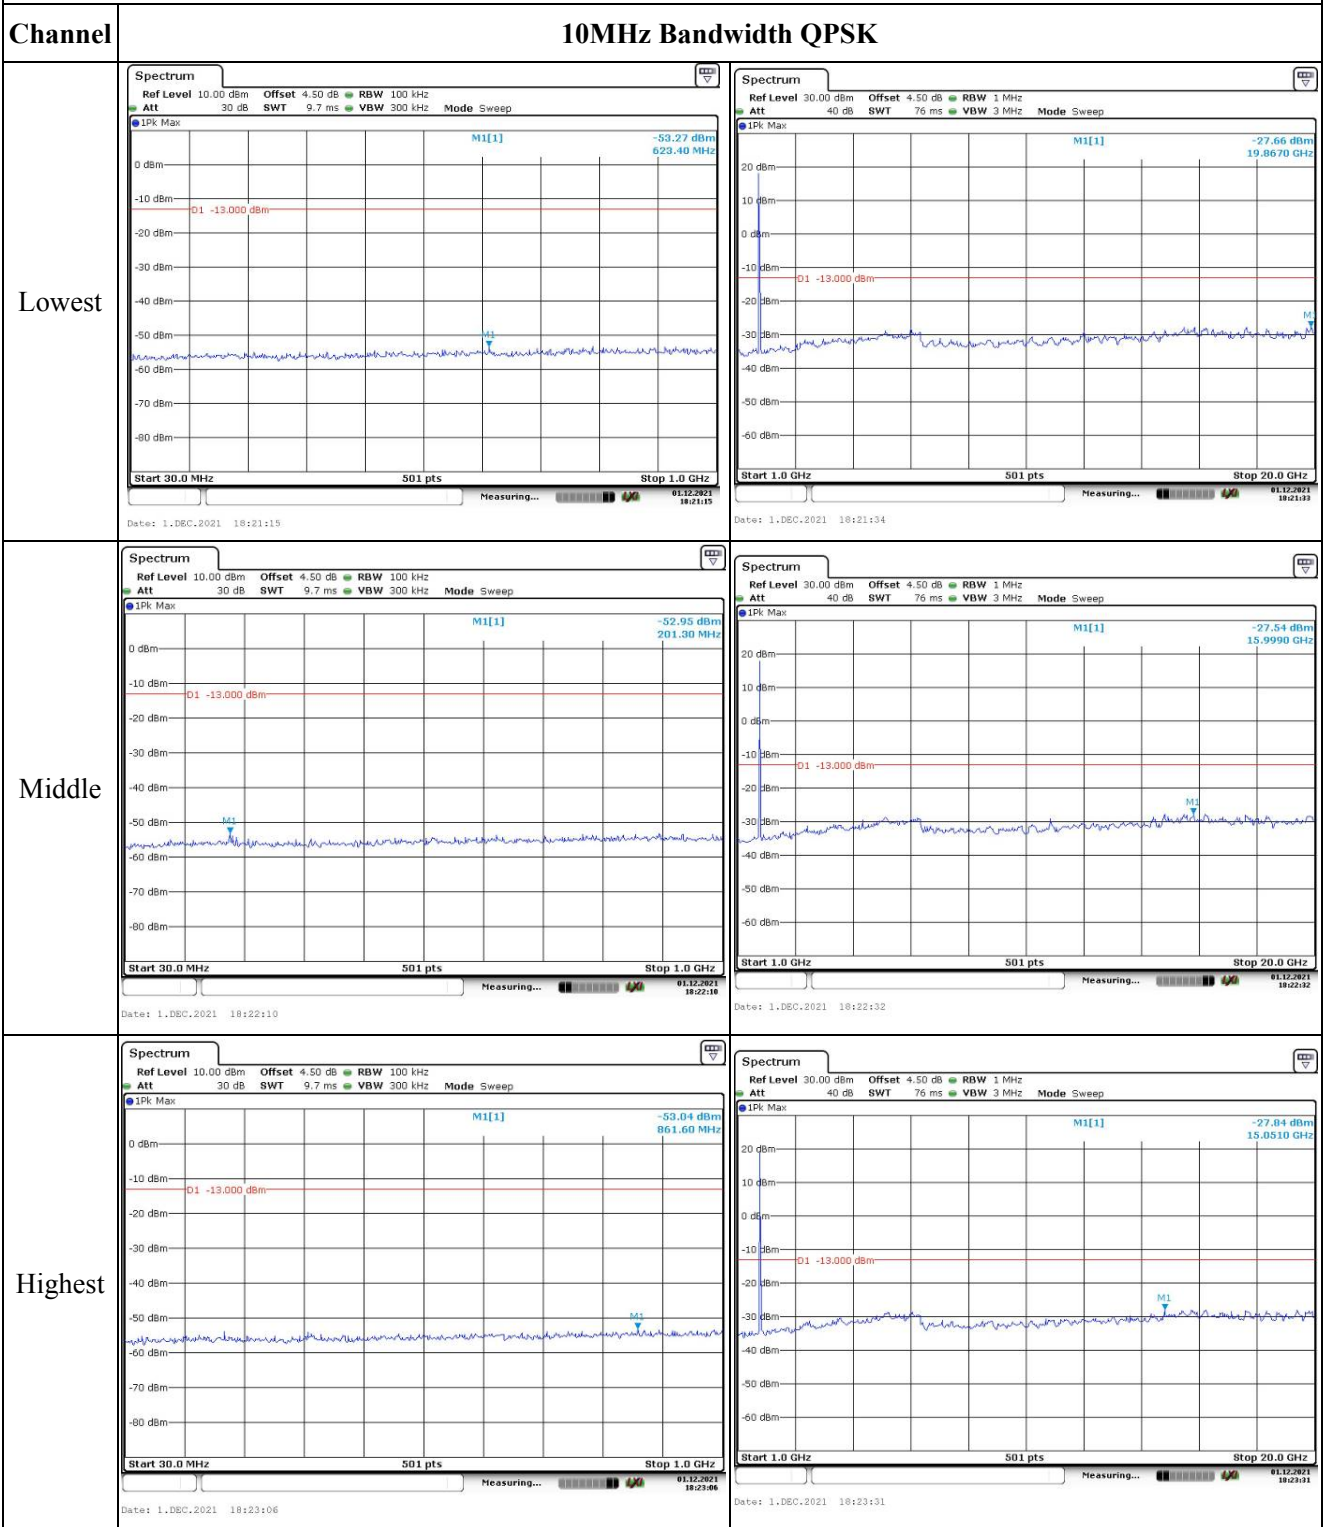 Channel 10MHz Bandwidth QPSK
Lowest
Spectrum
Ref Level 10.00 dBm Offset 4.50 dB RBW 100 kHz
Att 30 dB SWT 9.7 ms VBW 300 kHz Mode Sweep
1Pk Max
M1[1] -53.27 dBm
623.40 MHz
0 dBm
-10 dBm
D1 -13.000 dBm
-20 dBm
-30 dBm
-40 dBm
-50 dBm
M1
-60 dBm
-70 dBm
-80 dBm
Start 30.0 MHz 501 pts Stop 1.0 GHz
Measuring... 01.12.2021
18:21:15
Date: 1.DEC.2021 18:21:15
Spectrum
Ref Level 30.00 dBm Offset 4.50 dB RBW 1 MHz
Att 40 dB SWT 76 ms VBW 3 MHz Mode Sweep
1Pk Max
M1[1] -27.66 dBm
19.8670 GHz
20 dBm
10 dBm
0 dBm
-10 dBm
D1 -13.000 dBm
-20 dBm
M1
-30 dBm
-40 dBm
-50 dBm
-60 dBm
Start 1.0 GHz 501 pts Stop 20.0 GHz
Measuring... 01.12.2021
18:21:33
Date: 1.DEC.2021 18:21:34
Middle
Spectrum
Ref Level 10.00 dBm Offset 4.50 dB RBW 100 kHz
Att 30 dB SWT 9.7 ms VBW 300 kHz Mode Sweep
1Pk Max
M1[1] -52.95 dBm
201.30 MHz
0 dBm
-10 dBm
D1 -13.000 dBm
-20 dBm
-30 dBm
-40 dBm
-50 dBm
M1
-60 dBm
-70 dBm
-80 dBm
Start 30.0 MHz 501 pts Stop 1.0 GHz
Measuring... 01.12.2021
18:22:10
Date: 1.DEC.2021 18:22:10
Spectrum
Ref Level 30.00 dBm Offset 4.50 dB RBW 1 MHz
Att 40 dB SWT 76 ms VBW 3 MHz Mode Sweep
1Pk Max
M1[1] -27.54 dBm
15.9990 GHz
20 dBm
10 dBm
0 dBm
-10 dBm
D1 -13.000 dBm
-20 dBm
M1
-30 dBm
-40 dBm
-50 dBm
-60 dBm
Start 1.0 GHz 501 pts Stop 20.0 GHz
Measuring... 01.12.2021
18:22:32
Date: 1.DEC.2021 18:22:32
Highest
Spectrum
Ref Level 10.00 dBm Offset 4.50 dB RBW 100 kHz
Att 30 dB SWT 9.7 ms VBW 300 kHz Mode Sweep
1Pk Max
M1[1] -53.04 dBm
861.60 MHz
0 dBm
-10 dBm
D1 -13.000 dBm
-20 dBm
-30 dBm
-40 dBm
-50 dBm
M1
-60 dBm
-70 dBm
-80 dBm
Start 30.0 MHz 501 pts Stop 1.0 GHz
Measuring... 01.12.2021
18:23:06
Date: 1.DEC.2021 18:23:06
Spectrum
Ref Level 30.00 dBm Offset 4.50 dB RBW 1 MHz
Att 40 dB SWT 76 ms VBW 3 MHz Mode Sweep
1Pk Max
M1[1] -27.84 dBm
15.0510 GHz
20 dBm
10 dBm
0 dBm
-10 dBm
D1 -13.000 dBm
-20 dBm
M1
-30 dBm
-40 dBm
-50 dBm
-60 dBm
Start 1.0 GHz 501 pts Stop 20.0 GHz
Measuring... 01.12.2021
18:23:31
Date: 1.DEC.2021 18:23:31